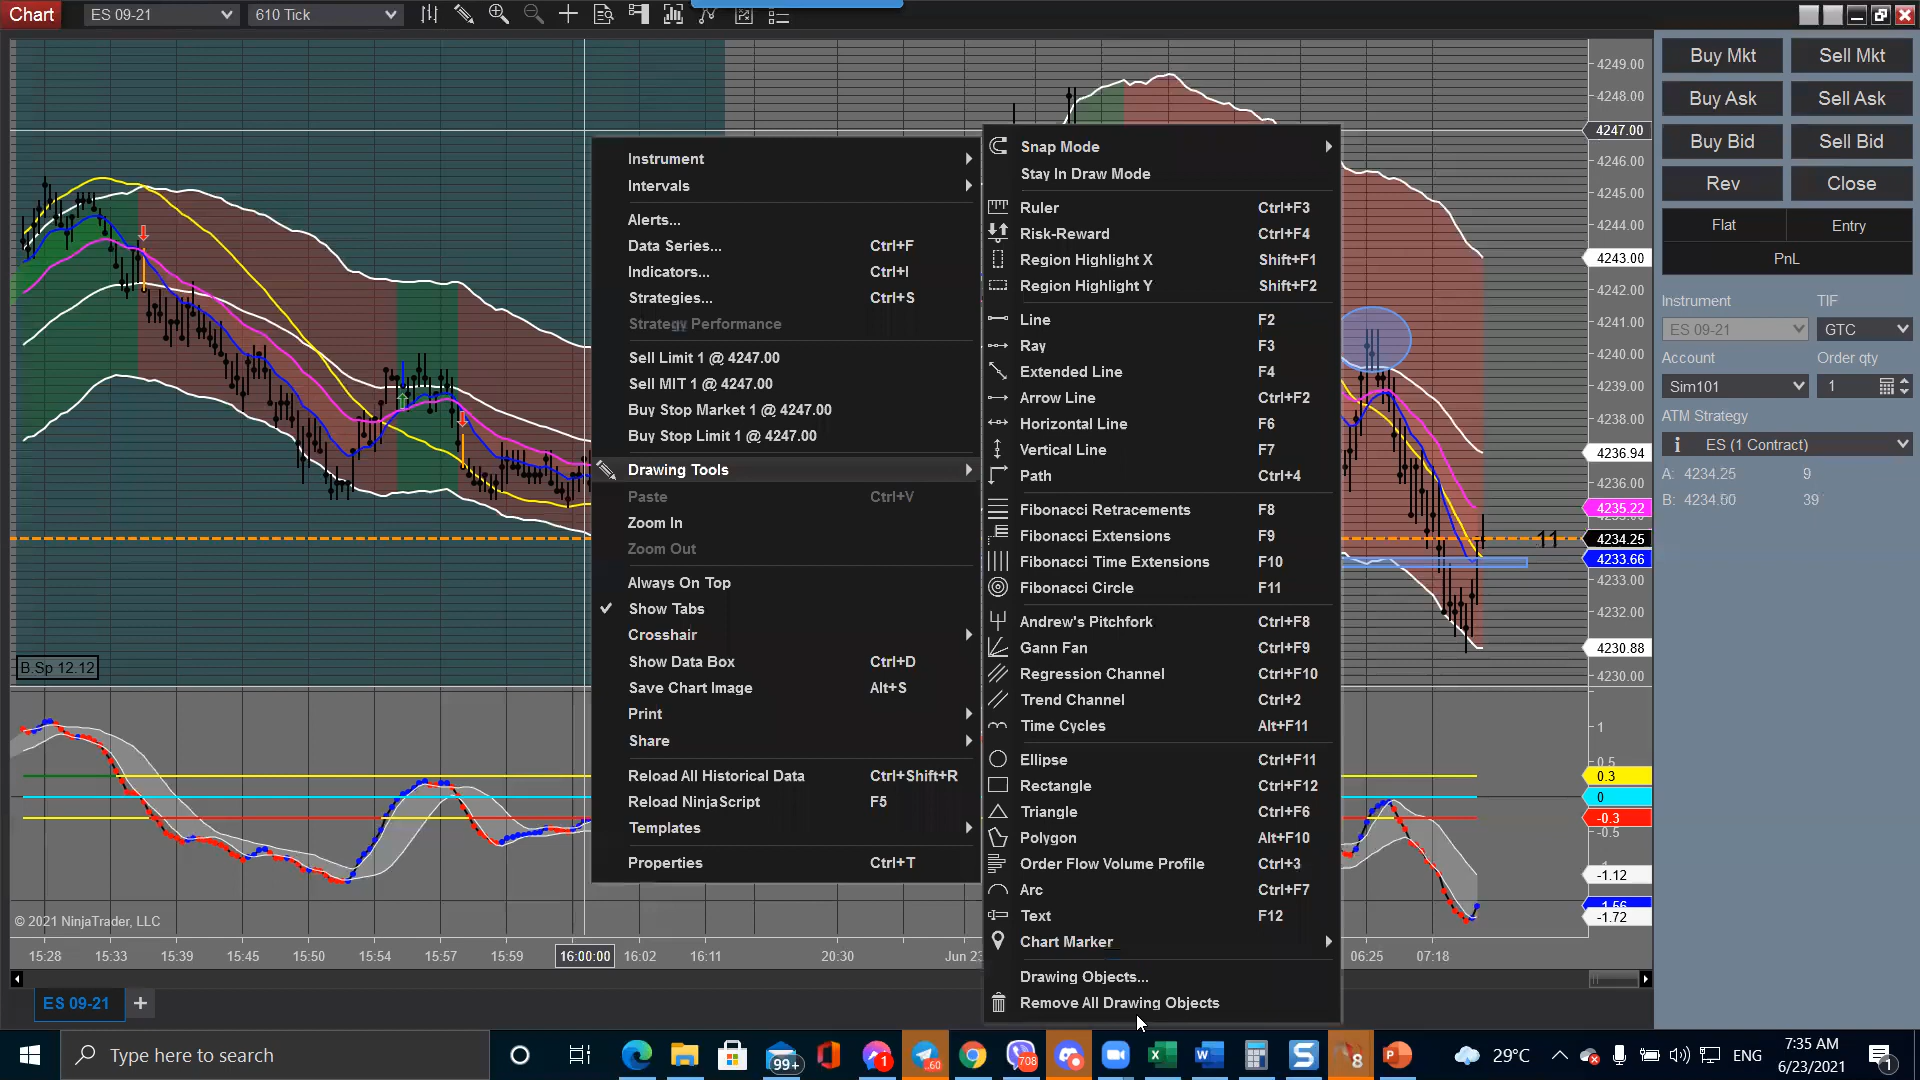 Chart ES 09-21 610 Tick
Instrument
Intervals
Alerts...
Data Series... Ctrl+F
Indicators... Ctrl+I
Strategies... Ctrl+S
Strategy Performance
Sell Limit 1 @ 4247.00
Sell MIT 1 @ 4247.00
Buy Stop Market 1 @ 4247.00
Buy Stop Limit 1 @ 4247.00
Drawing Tools
Paste Ctrl+V
Zoom In
Zoom Out
Always On Top
Show Tabs
Crosshair
Show Data Box Ctrl+D
Save Chart Image Alt+S
Print
Share
Reload All Historical Data Ctrl+Shift+R
Reload NinjaScript F5
Templates
Properties Ctrl+T
Snap Mode
Stay In Draw Mode
Ruler Ctrl+F3
Risk-Reward Ctrl+F4
Region Highlight X Shift+F1
Region Highlight Y Shift+F2
Line F2
Ray F3
Extended Line F4
Arrow Line Ctrl+F2
Horizontal Line F6
Vertical Line F7
Path Ctrl+4
Fibonacci Retracements F8
Fibonacci Extensions F9
Fibonacci Time Extensions F10
Fibonacci Circle F11
Andrew's Pitchfork Ctrl+F8
Gann Fan Ctrl+F9
Regression Channel Ctrl+F10
Trend Channel Ctrl+2
Time Cycles Alt+F11
Ellipse Ctrl+F11
Rectangle Ctrl+F12
Triangle Ctrl+F6
Polygon Alt+F10
Order Flow Volume Profile Ctrl+3
Arc Ctrl+F7
Text F12
Chart Marker
Drawing Objects...
Remove All Drawing Objects
11
4249.00
4248.00
4247.00
4246.00
4245.00
4244.00
4243.00
4242.00
4241.00
4240.00
4239.00
4238.00
4236.94
4236.00
4235.22
4234.25
4233.66
4233.00
4232.00
4230.88
4230.00
1
0.5
0.3
0
-0.3
-0.5
-1.12
-1.56
-1.72
Buy Mkt Sell Mkt
Buy Ask Sell Ask
Buy Bid Sell Bid
Rev Close
Flat Entry
PnL
Instrument TIF
ES 09-21 GTC
Account Order qty
Sim101 1
ATM Strategy
ES (1 Contract)
A: 4234.25 9
B: 4234.00 39
B.Sp 12.12
© 2021 NinjaTrader, LLC
15:28 15:33 15:39 15:45 15:50 15:54 15:57 15:59 16:00:00 16:02 16:11 20:30 Jun 23 06:25 07:18
ES 09-21 +
Type here to search
99+
1
60
708
8
29°C
ENG
7:35 AM
6/23/2021
1